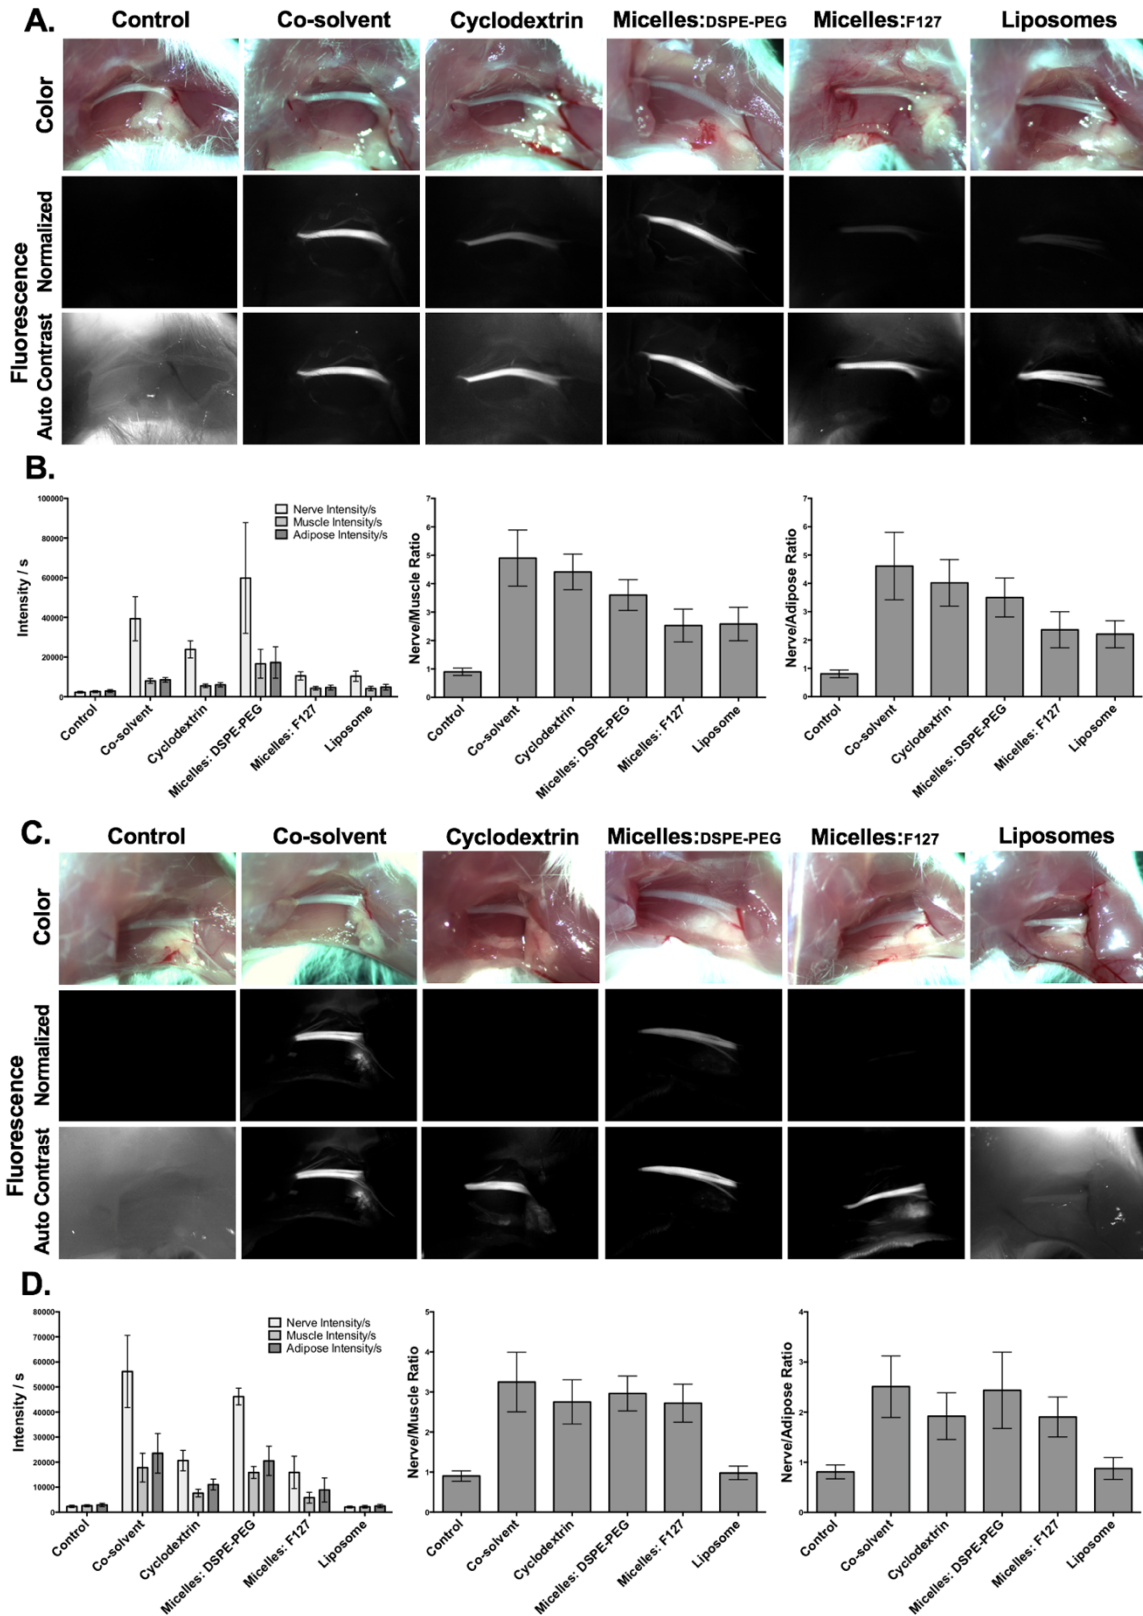 A.
Control Co-solvent Cyclodextrin Micelles:DSPE-PEG Micelles:F127 Liposomes
Color
Fluorescence
Normalized
Auto Contrast
B.
Intensity / s
100000
80000
60000
40000
20000
0
Nerve Intensity/s
Muscle Intensity/s
Adipose Intensity/s
Control
Co-solvent
Cyclodextrin
Micelles: DSPE-PEG
Micelles: F127
Liposome
Nerve/Muscle Ratio
7
6
5
4
3
2
1
0
Control
Co-solvent
Cyclodextrin
Micelles: DSPE-PEG
Micelles: F127
Liposome
Nerve/Adipose Ratio
7
6
5
4
3
2
1
0
Control
Co-solvent
Cyclodextrin
Micelles: DSPE-PEG
Micelles: F127
Liposome
C.
Control Co-solvent Cyclodextrin Micelles:DSPE-PEG Micelles:F127 Liposomes
Color
Fluorescence
Normalized
Auto Contrast
D.
Intensity / s
80000
70000
60000
50000
40000
30000
20000
10000
0
Nerve Intensity/s
Muscle Intensity/s
Adipose Intensity/s
Control
Co-solvent
Cyclodextrin
Micelles: DSPE-PEG
Micelles: F127
Liposome
Nerve/Muscle Ratio
5
4
3
2
1
0
Control
Co-solvent
Cyclodextrin
Micelles: DSPE-PEG
Micelles: F127
Liposome
Nerve/Adipose Ratio
4
3
2
1
0
Control
Co-solvent
Cyclodextrin
Micelles: DSPE-PEG
Micelles: F127
Liposome